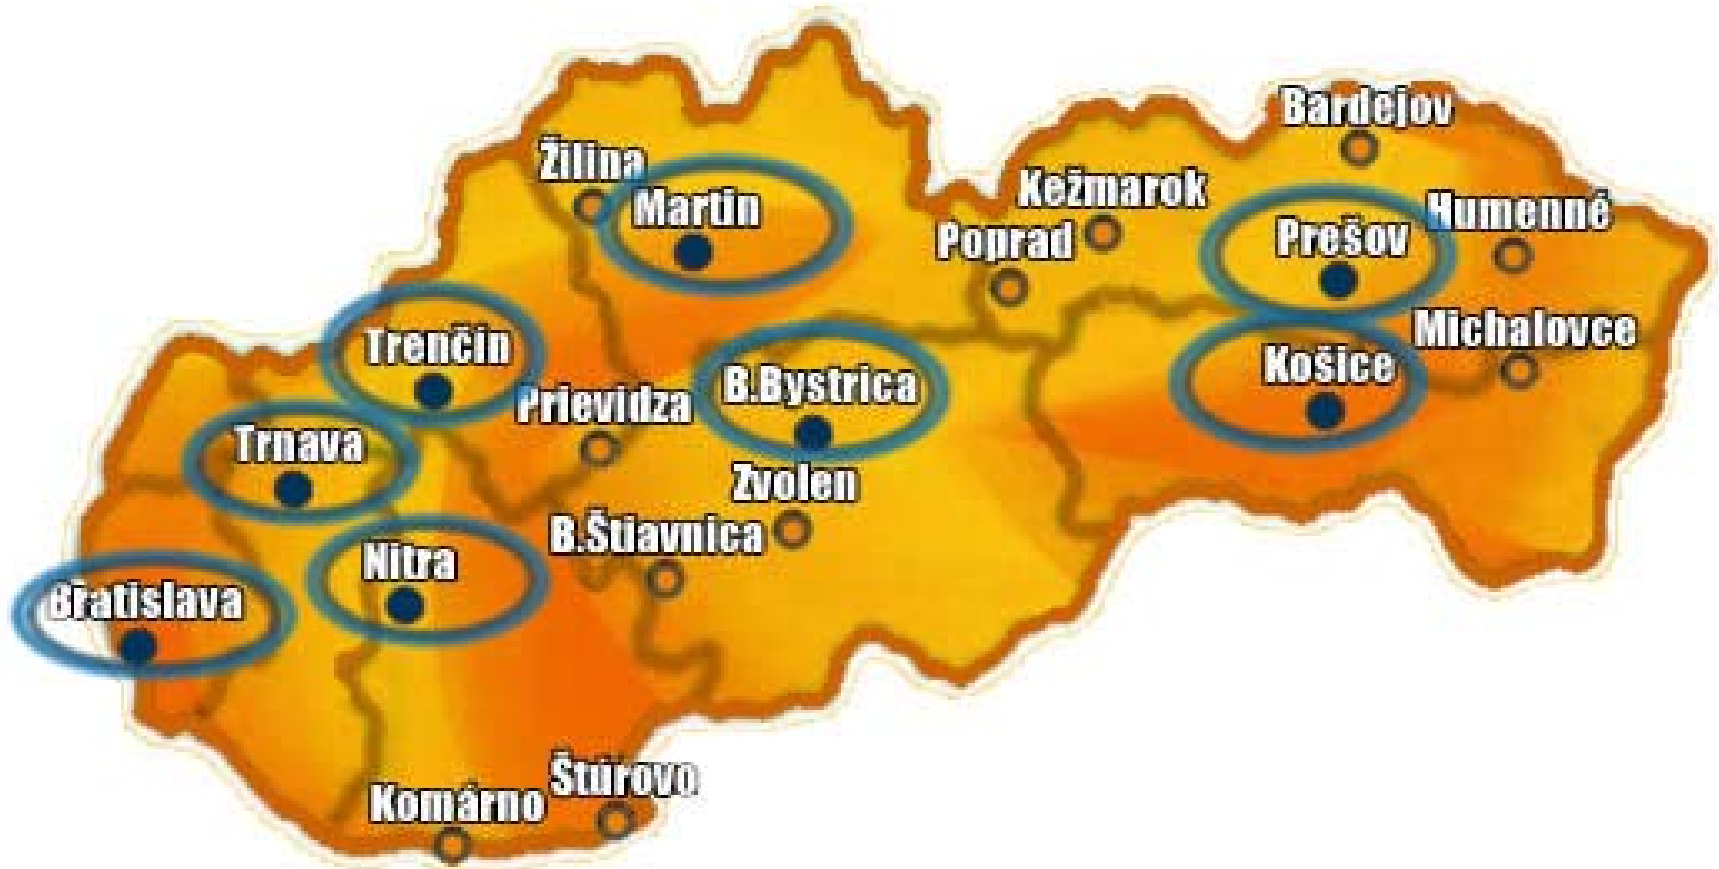 Bardejov
Žilina
Martin
Kežmarok
Humenné
Poprad
Prešov
Trenčín
Michalovce
Košice
Prievidza
B.Bystrica
Trnava
Zvolen
B.Štiavnica
Nitra
Bratislava
Štúrovo
Komárno